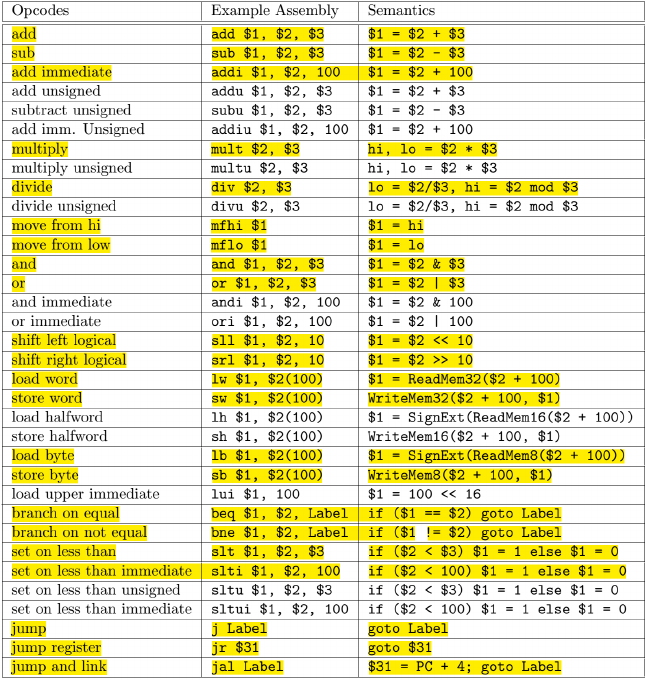 Opcodes Example Assembly Semantics
add add $1, $2, $3 $1 = $2 + $3
sub sub $1, $2, $3 $1 = $2 - $3
add immediate addi $1, $2, 100 $1 = $2 + 100
add unsigned addu $1, $2, $3 $1 = $2 + $3
subtract unsigned subu $1, $2, $3 $1 = $2 - $3
add imm. Unsigned addiu $1, $2, 100 $1 = $2 + 100
multiply mult $2, $3 hi, lo = $2 * $3
multiply unsigned multu $2, $3 hi, lo = $2 * $3
divide div $2, $3 lo = $2/$3, hi = $2 mod $3
divide unsigned divu $2, $3 lo = $2/$3, hi = $2 mod $3
move from hi mfhi $1 $1 = hi
move from low mflo $1 $1 = lo
and and $1, $2, $3 $1 = $2 & $3
or or $1, $2, $3 $1 = $2 | $3
and immediate andi $1, $2, 100 $1 = $2 & 100
or immediate ori $1, $2, 100 $1 = $2 | 100
shift left logical sll $1, $2, 10 $1 = $2 << 10
shift right logical srl $1, $2, 10 $1 = $2 >> 10
load word lw $1, $2(100) $1 = ReadMem32($2 + 100)
store word sw $1, $2(100) WriteMem32($2 + 100, $1)
load halfword lh $1, $2(100) $1 = SignExt(ReadMem16($2 + 100))
store halfword sh $1, $2(100) WriteMem16($2 + 100, $1)
load byte lb $1, $2(100) $1 = SignExt(ReadMem8($2 + 100))
store byte sb $1, $2(100) WriteMem8($2 + 100, $1)
load upper immediate lui $1, 100 $1 = 100 << 16
branch on equal beq $1, $2, Label if ($1 == $2) goto Label
branch on not equal bne $1, $2, Label if ($1 != $2) goto Label
set on less than slt $1, $2, $3 if ($2 < $3) $1 = 1 else $1 = 0
set on less than immediate slti $1, $2, 100 if ($2 < 100) $1 = 1 else $1 = 0
set on less than unsigned sltu $1, $2, $3 if ($2 < $3) $1 = 1 else $1 = 0
set on less than immediate sltui $1, $2, 100 if ($2 < 100) $1 = 1 else $1 = 0
jump j Label goto Label
jump register jr $31 goto $31
jump and link jal Label $31 = PC + 4; goto Label